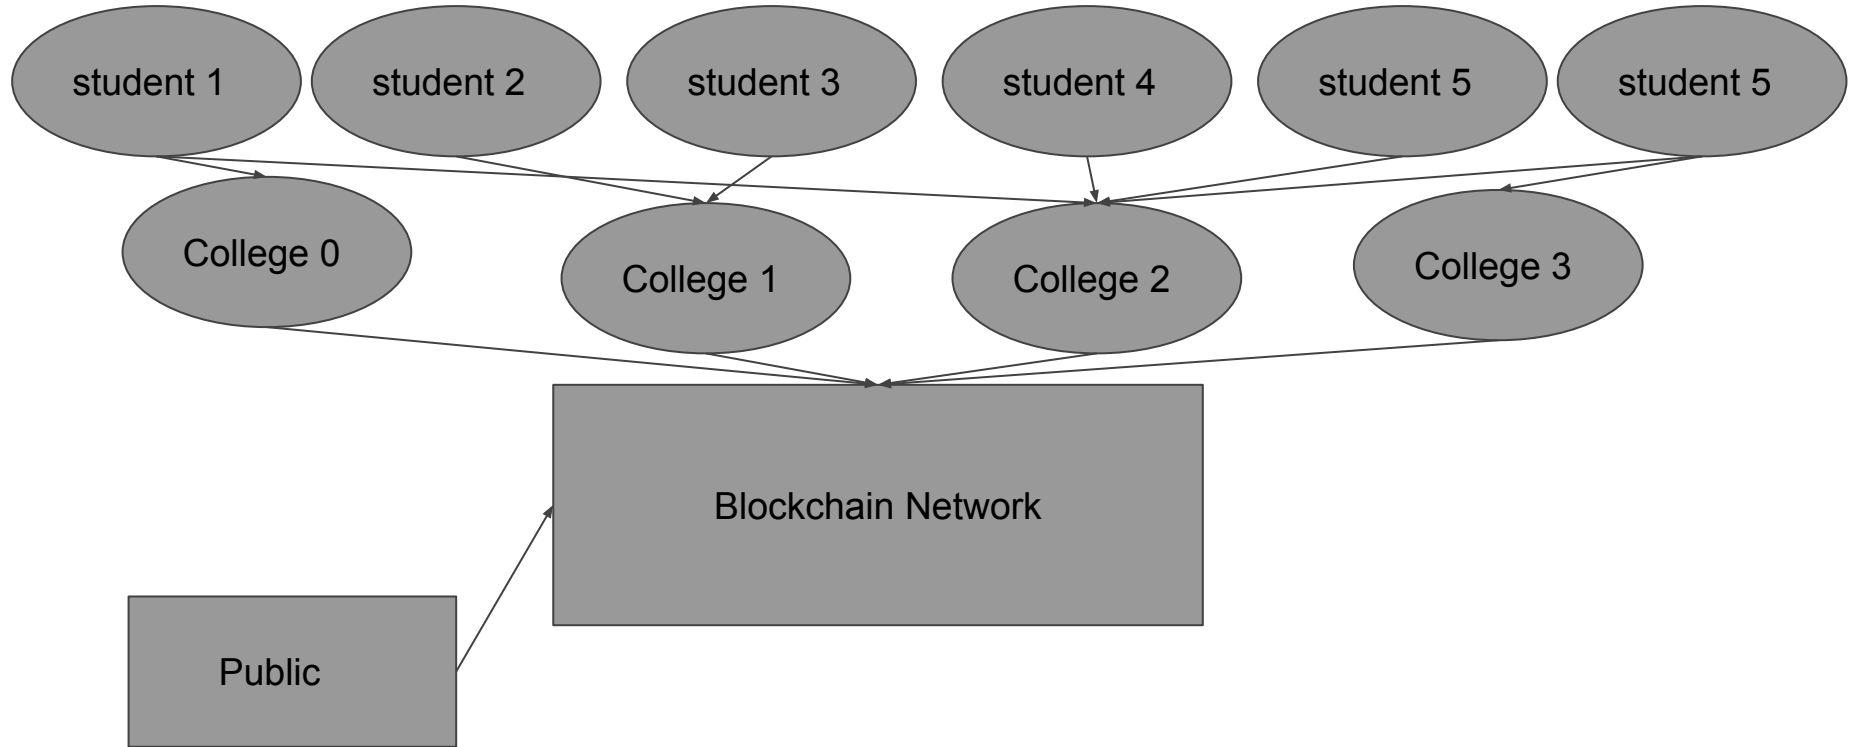 student 1
student 2
student 3
student 4
student 5
student 5
College 0
College 1
College 2
College 3
Blockchain Network
Public